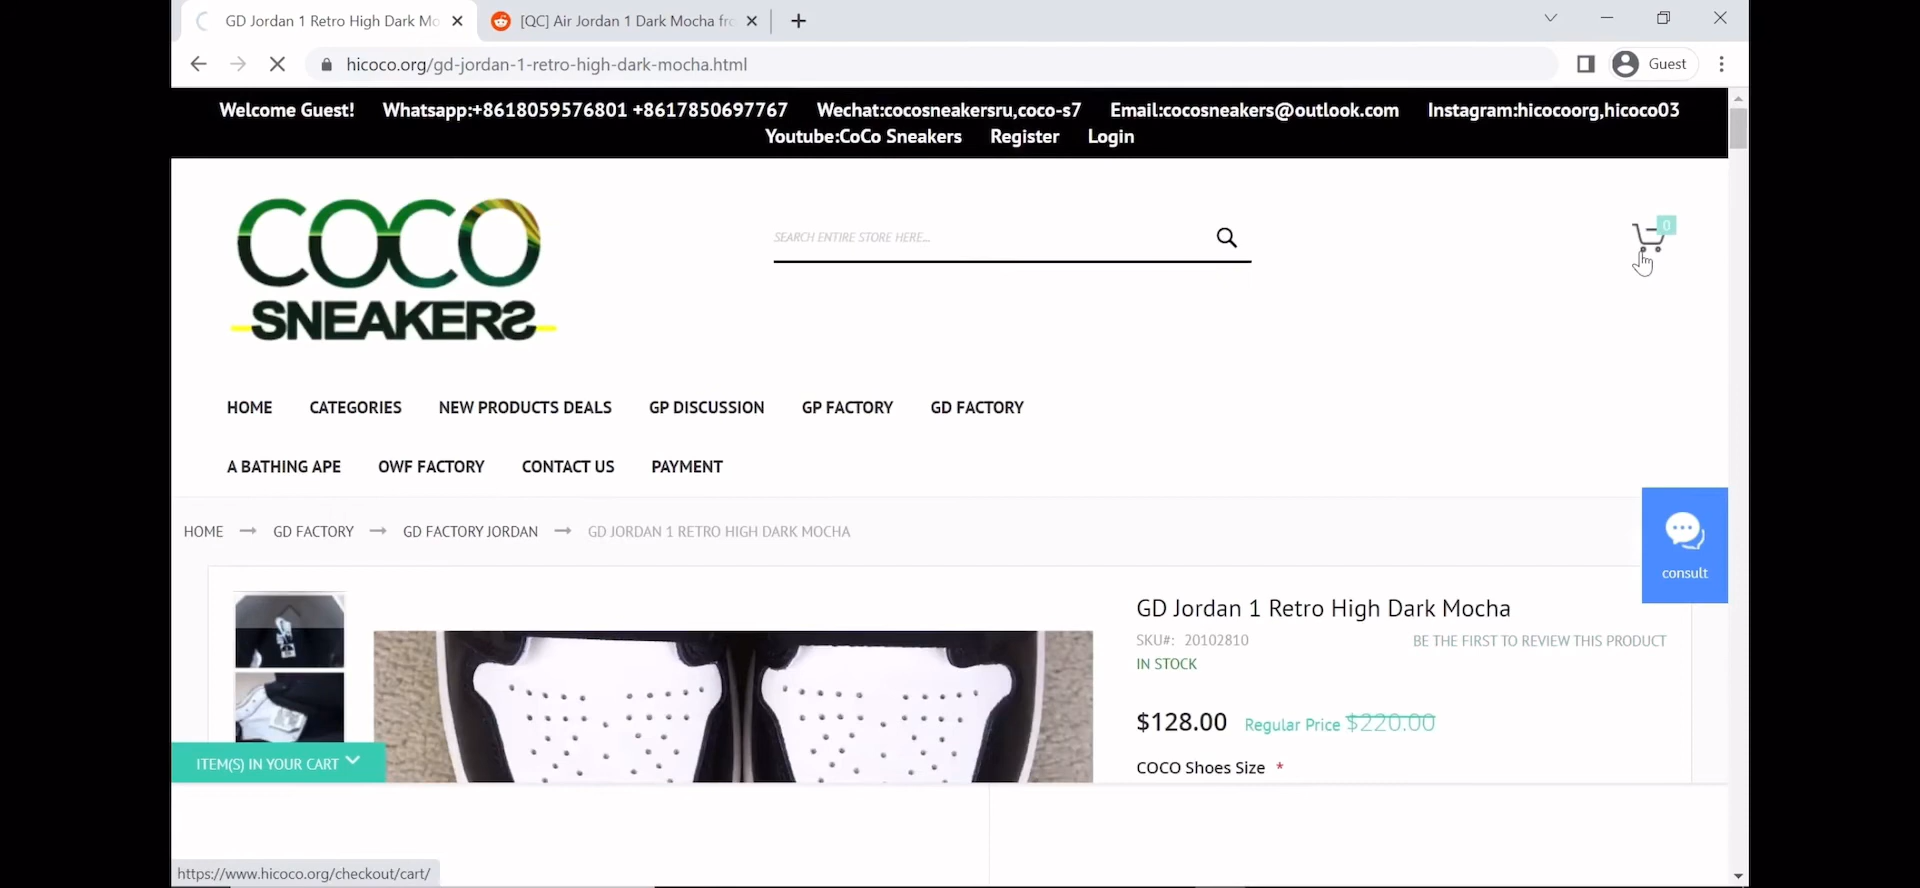 GD Jordan 1 Retro High Dark Mo
[QC] Air Jordan 1 Dark Mocha fr
hicoco.org/gd-jordan-1-retro-high-dark-mocha.html
Guest
Welcome Guest! Whatsapp:+8618059576801 +8617850697767 Wechat:cocosneakersru,coco-s7 Email:cocosneakers@outlook.com Instagram:hicocoorg,hicoco03
Youtube:CoCo Sneakers Register Login
COCO
SNEAKERS
SEARCH ENTIRE STORE HERE...
0
HOME CATEGORIES NEW PRODUCTS DEALS GP DISCUSSION GP FACTORY GD FACTORY
A BATHING APE OWF FACTORY CONTACT US PAYMENT
HOME → GD FACTORY → GD FACTORY JORDAN → GD JORDAN 1 RETRO HIGH DARK MOCHA
consult
GD Jordan 1 Retro High Dark Mocha
SKU#: 20102810 BE THE FIRST TO REVIEW THIS PRODUCT
IN STOCK
$128.00 Regular Price $220.00
COCO Shoes Size *
ITEM(S) IN YOUR CART
https://www.hicoco.org/checkout/cart/